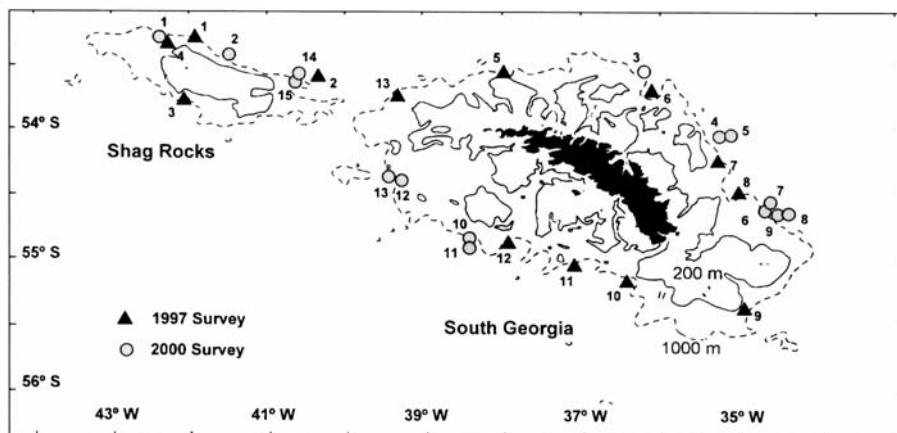 1 1 2
4
14
15 2
3
5 3
13 6
54° S
Shag Rocks
4 5
7
8 7
13 12
6 9 8
10
11
12
55° S
11
10
200 m
9
▲ 1997 Survey
South Georgia
1000 m
○ 2000 Survey
56° S
43° W 41° W 39° W 37° W 35° W